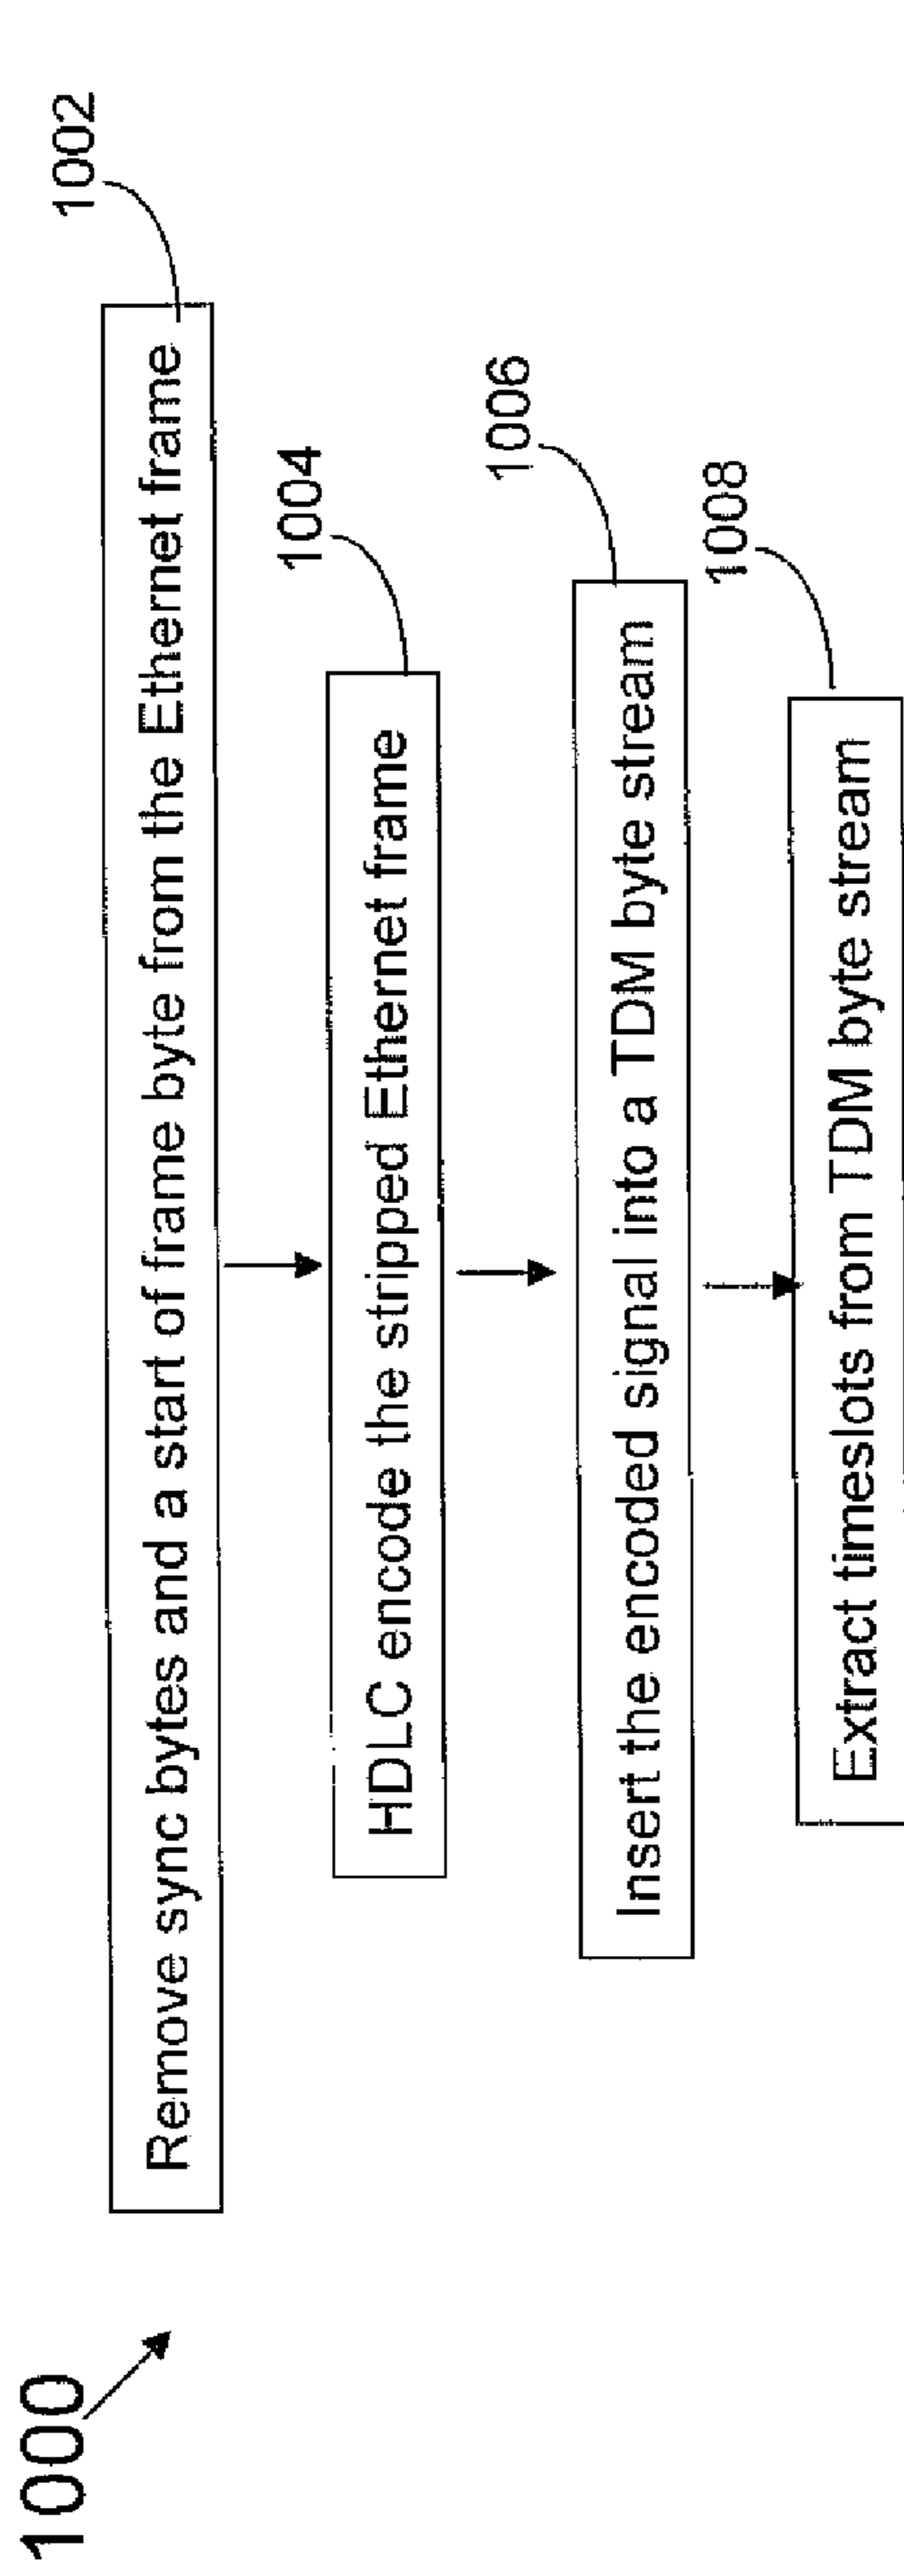 1000
1002
Remove sync bytes and a start of frame byte from the Ethernet frame
1004
HDLC encode the stripped Ethernet frame
1006
Insert the encoded signal into a TDM byte stream
1008
Extract timeslots from TDM byte stream